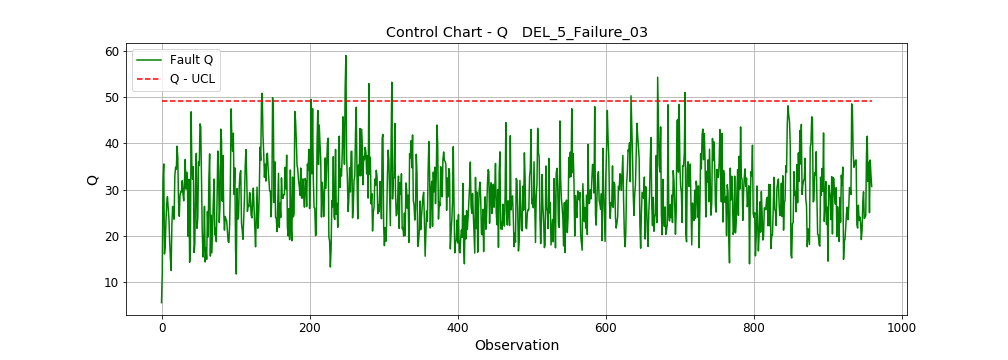 Control Chart - Q   DEL_5_Failure_03
Fault Q
Q - UCL
Q
60
50
40
30
20
10
0
200
400
600
800
1000
Observation